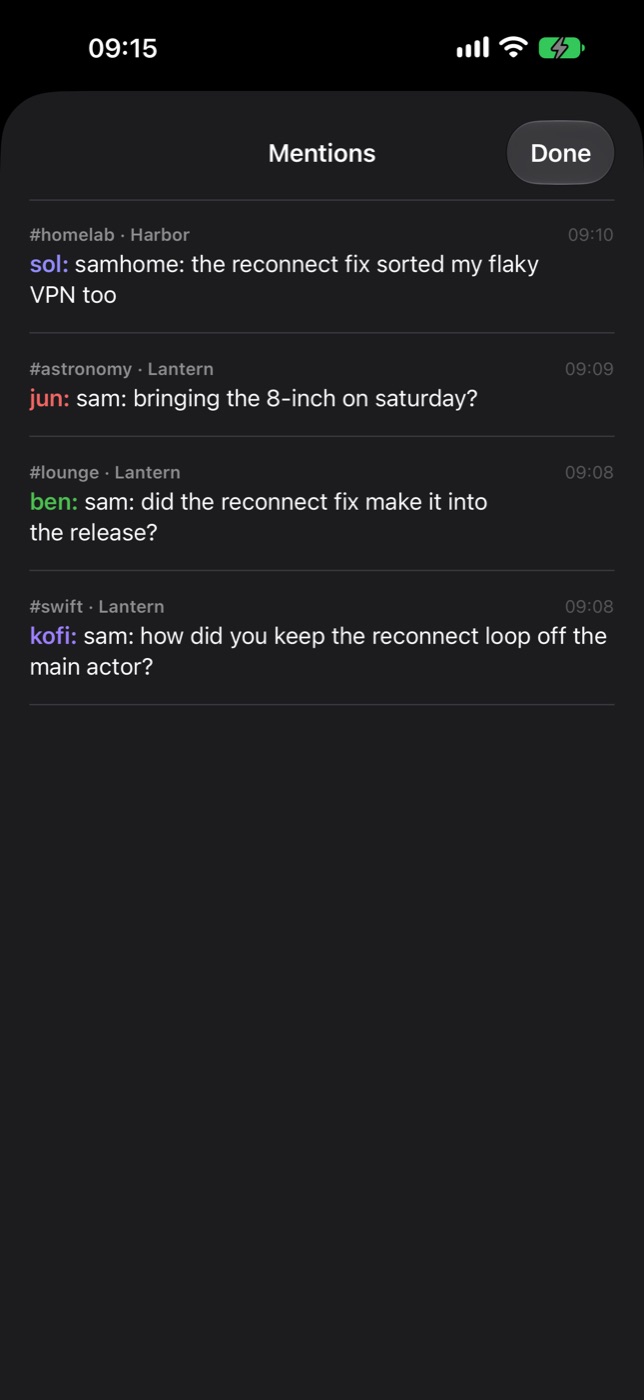 09:15
Mentions
Done
#homelab · Harbor
09:10
sol: samhome: the reconnect fix sorted my flaky
VPN too
#astronomy · Lantern
09:09
jun: sam: bringing the 8-inch on saturday?
#lounge · Lantern
09:08
ben: sam: did the reconnect fix make it into
the release?
#swift · Lantern
09:08
kofi: sam: how did you keep the reconnect loop off the
main actor?